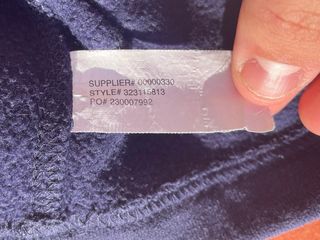 SUPPLIER# 00000330
STYLE# 323115813
PO# 230007992